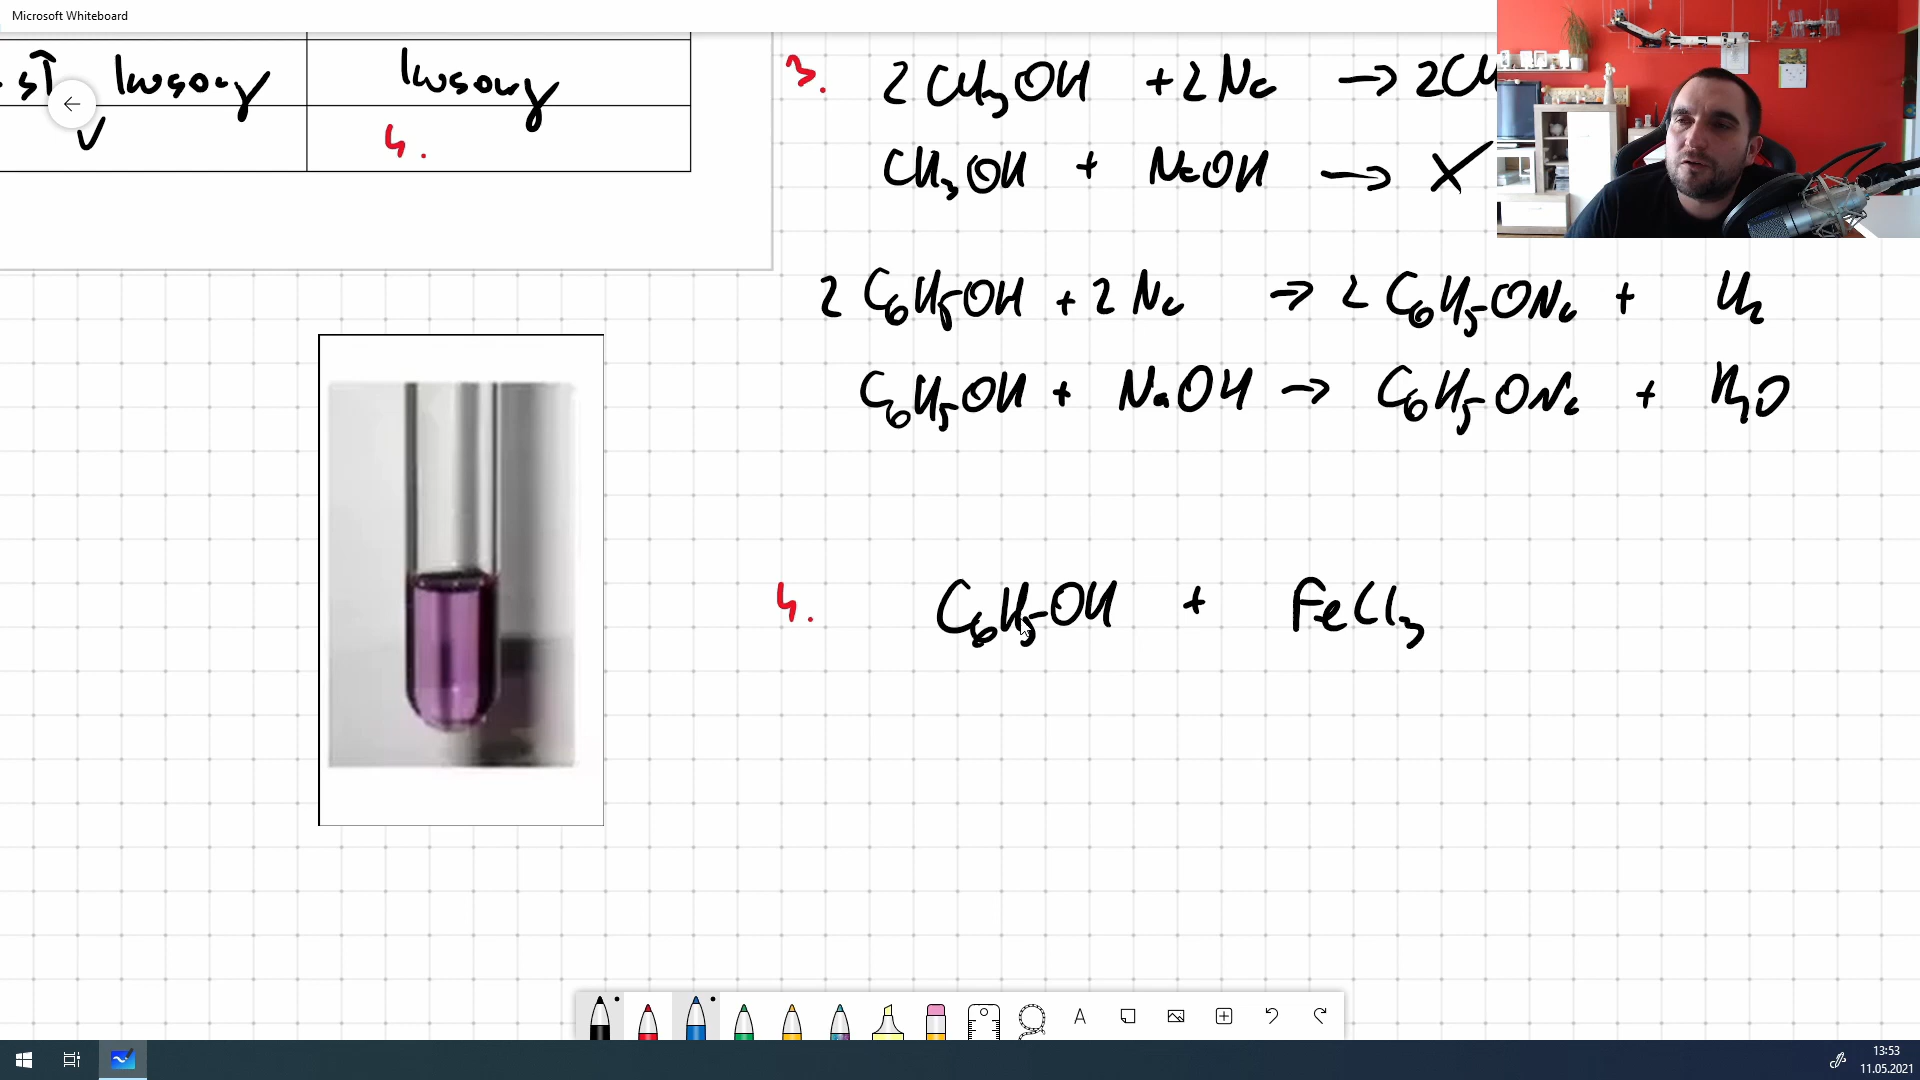 Microsoft Whiteboard
kwasowy kwasowy
4.
3. 2 CH3OH + 2 Na → 2CH
CH3OH + NaOH → X
2 C6H5OH + 2 Na → 2 C6H5ONa + H2
C6H5OH + NaOH → C6H5ONa + H2O
4. C6H5OH + FeCl3
A
13:53
11.05.2021